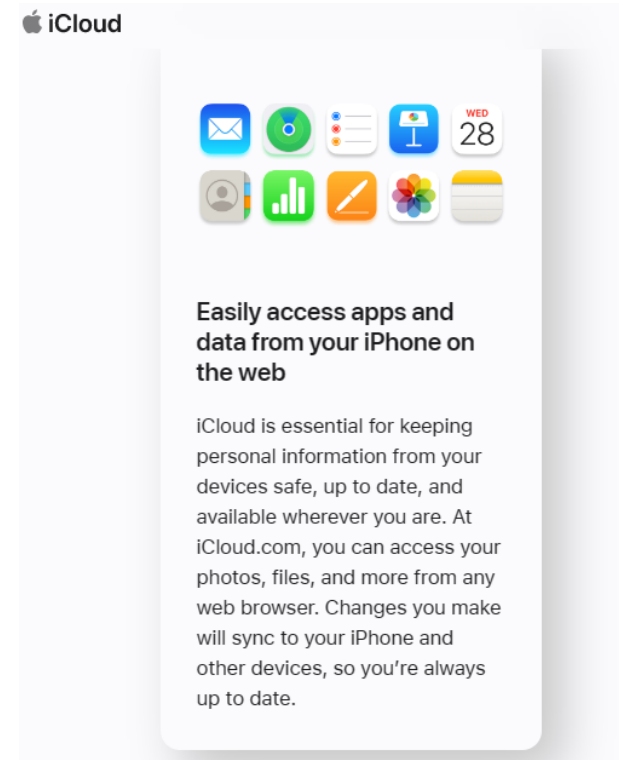 iCloud
WED
28
Easily access apps and
data from your iPhone on
the web
iCloud is essential for keeping
personal information from your
devices safe, up to date, and
available wherever you are. At
iCloud.com, you can access your
photos, files, and more from any
web browser. Changes you make
will sync to your iPhone and
other devices, so you’re always
up to date.